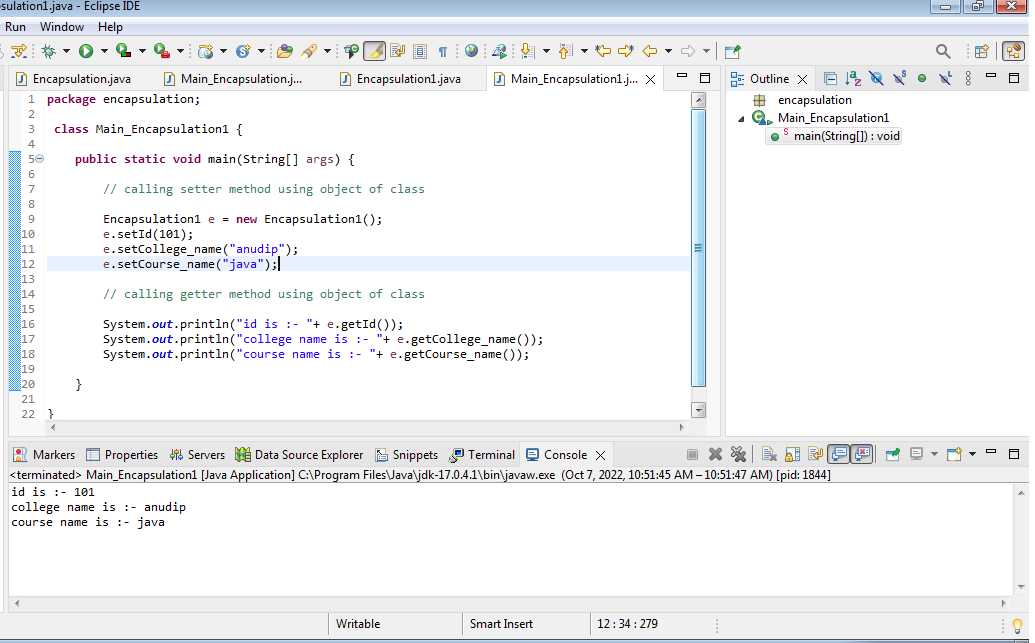 sulation1.java - Eclipse IDE
Run Window Help
Encapsulation.java Main_Encapsulation.j... Encapsulation1.java Main_Encapsulation1.j... Outline
1 package encapsulation;
2
3 class Main_Encapsulation1 {
4
5 public static void main(String[] args) {
6
7 // calling setter method using object of class
8
9 Encapsulation1 e = new Encapsulation1();
10 e.setId(101);
11 e.setCollege_name("anudip");
12 e.setCourse_name("java");
13
14 // calling getter method using object of class
15
16 System.out.println("id is :- "+ e.getId());
17 System.out.println("college name is :- "+ e.getCollege_name());
18 System.out.println("course name is :- "+ e.getCourse_name());
19
20 }
21
22 }
encapsulation
Main_Encapsulation1
S main(String[]) : void
Markers Properties Servers Data Source Explorer Snippets Terminal Console
<terminated> Main_Encapsulation1 [Java Application] C:\Program Files\Java\jdk-17.0.4.1\bin\javaw.exe (Oct 7, 2022, 10:51:45 AM – 10:51:47 AM) [pid: 1844]
id is :- 101
college name is :- anudip
course name is :- java
Writable Smart Insert 12 : 34 : 279